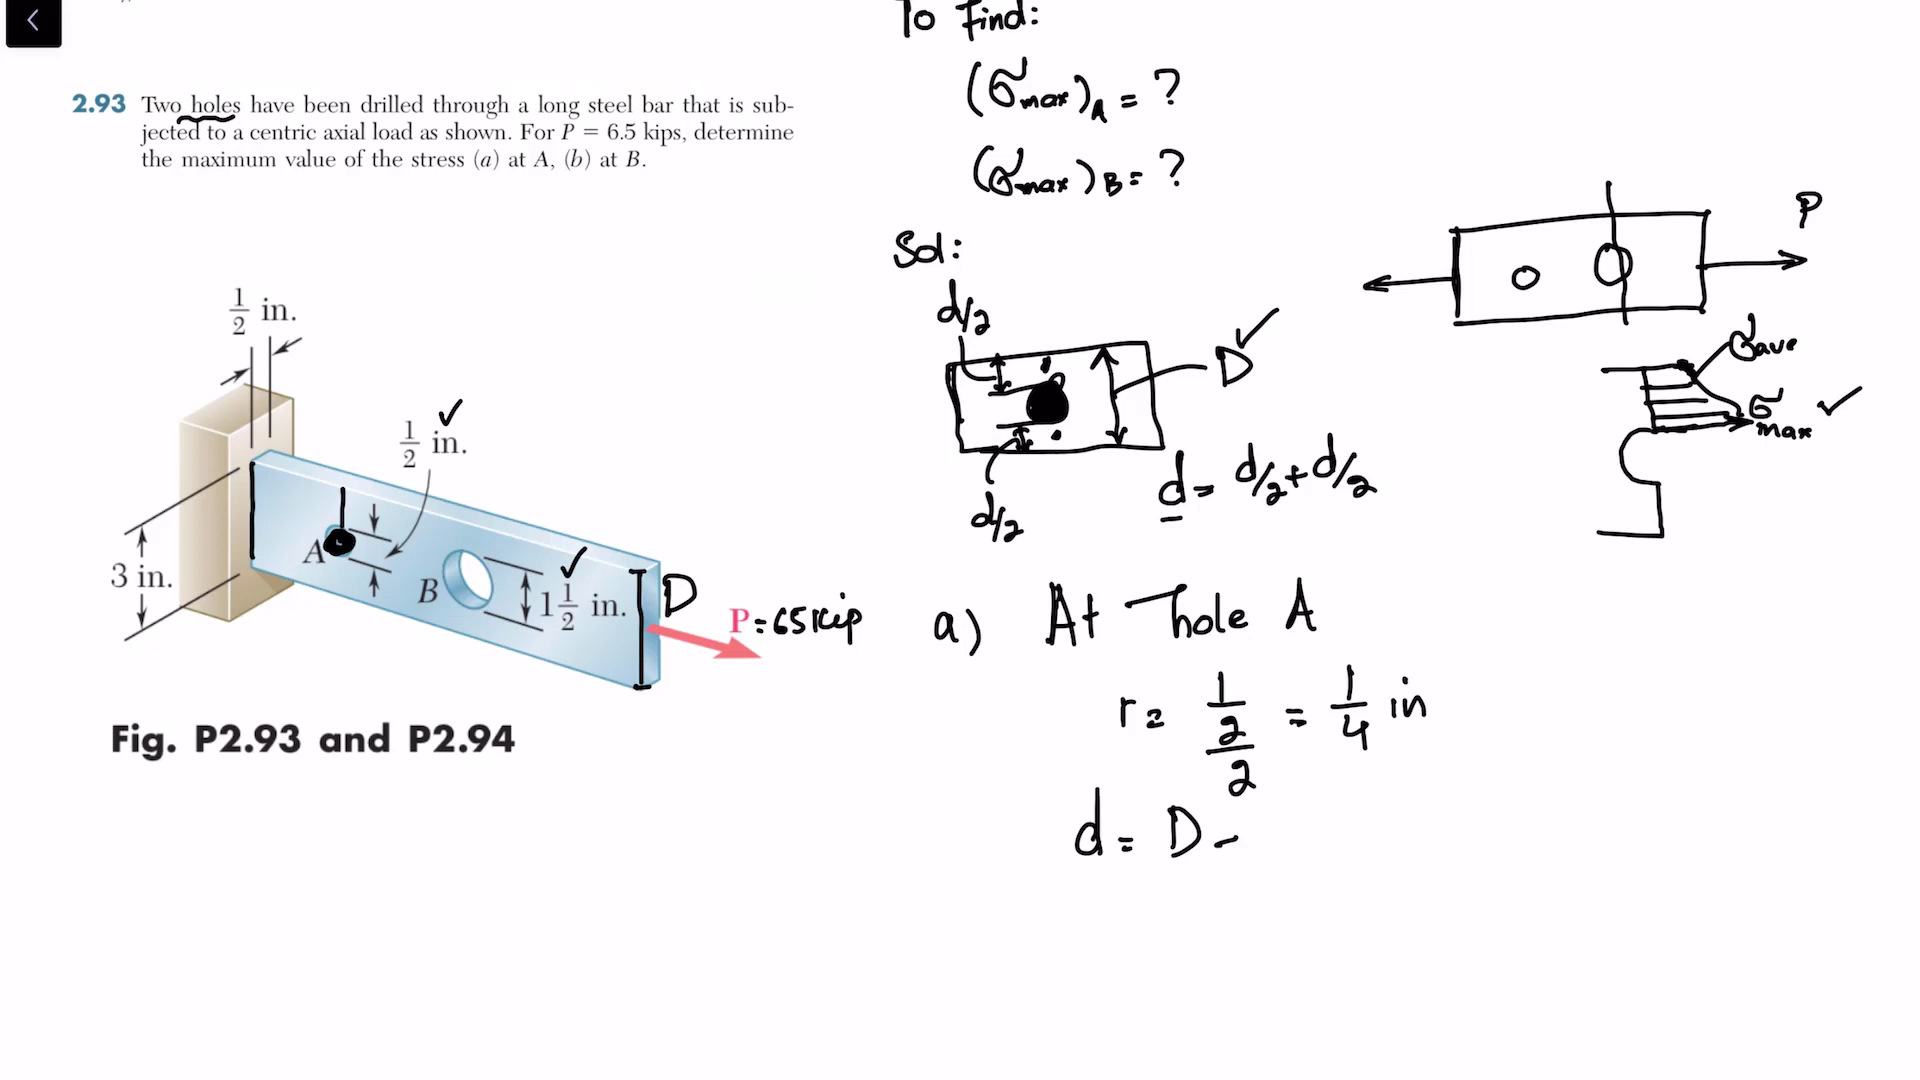 2.93 Two holes have been drilled through a long steel bar that is sub-
jected to a centric axial load as shown. For P = 6.5 kips, determine
the maximum value of the stress (a) at A, (b) at B.
1/2 in.
1/2 in. ✓
3 in.
A
B
1 1/2 in. ✓
D
P = 65 kip
Fig. P2.93 and P2.94
To Find:
(σmax)A = ?
(σmax)B = ?
Sol:
d/2
D ✓
d/2
d = d/2 + d/2
P
σave
σmax ✓
a) At hole A
r = 1/2/2 = 1/4 in
d = D -